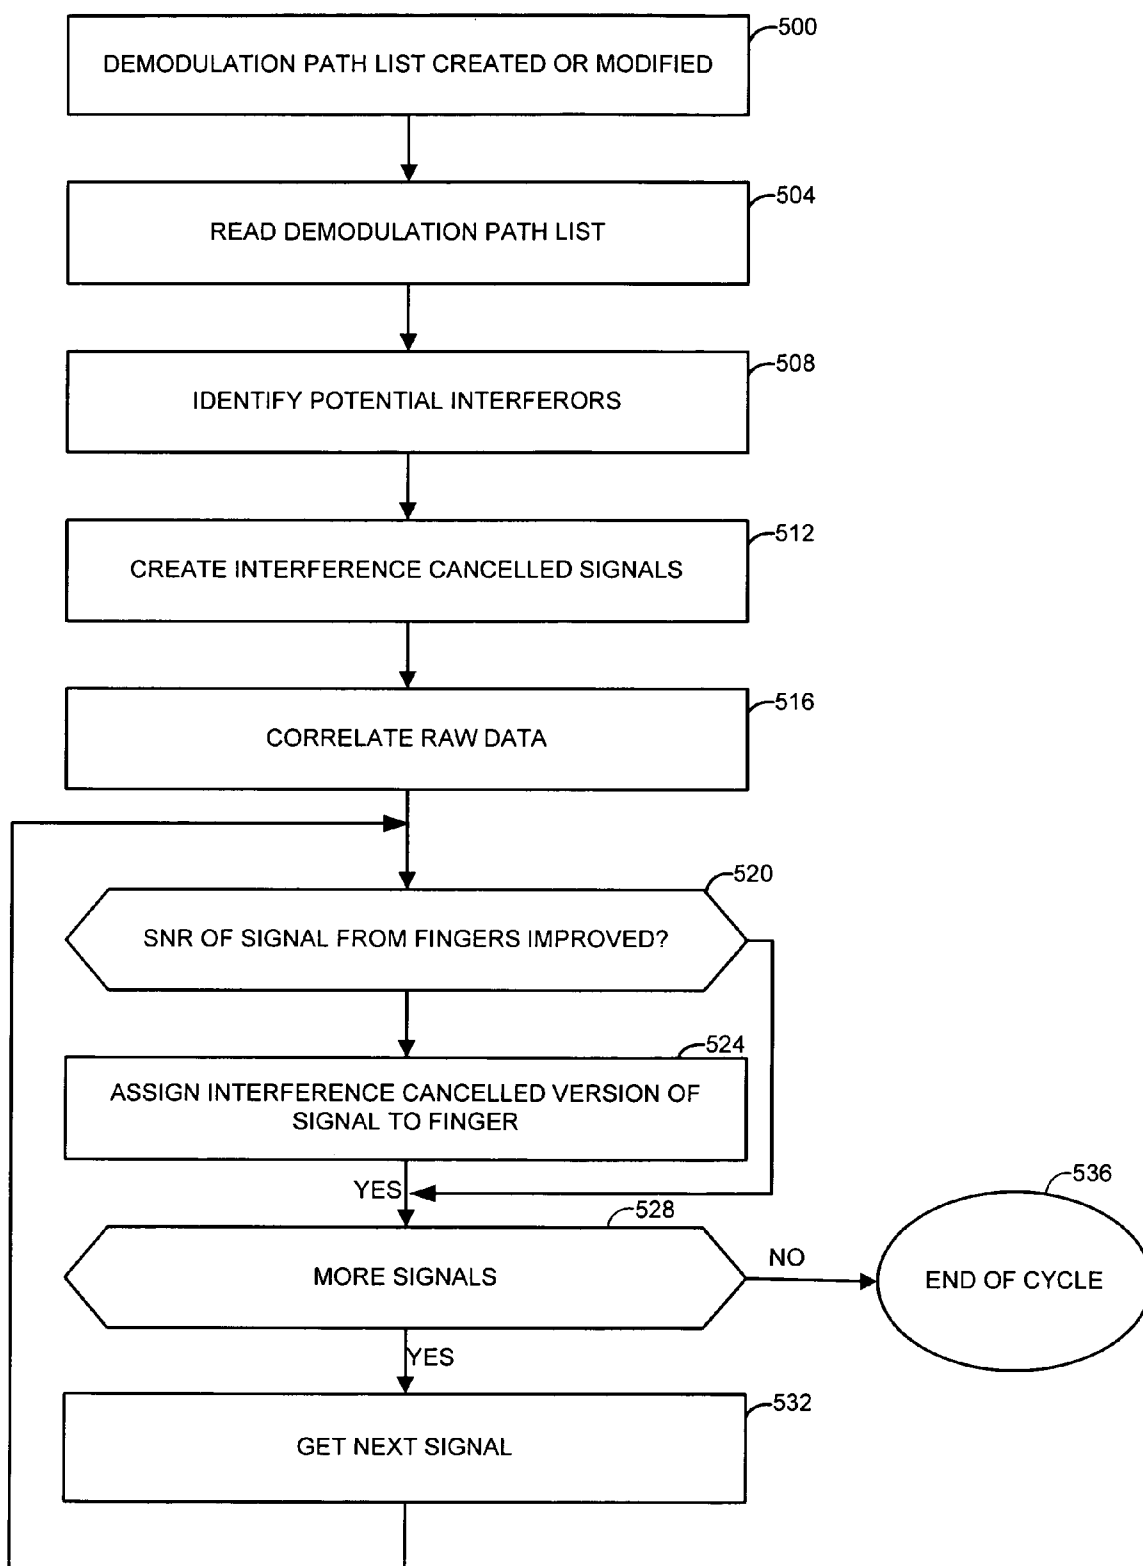 500
DEMODULATION PATH LIST CREATED OR MODIFIED
504
READ DEMODULATION PATH LIST
508
IDENTIFY POTENTIAL INTERFERORS
512
CREATE INTERFERENCE CANCELLED SIGNALS
516
CORRELATE RAW DATA
520
SNR OF SIGNAL FROM FINGERS IMPROVED?
524
ASSIGN INTERFERENCE CANCELLED VERSION OF
SIGNAL TO FINGER
YES
528
MORE SIGNALS
NO
536
END OF CYCLE
YES
532
GET NEXT SIGNAL